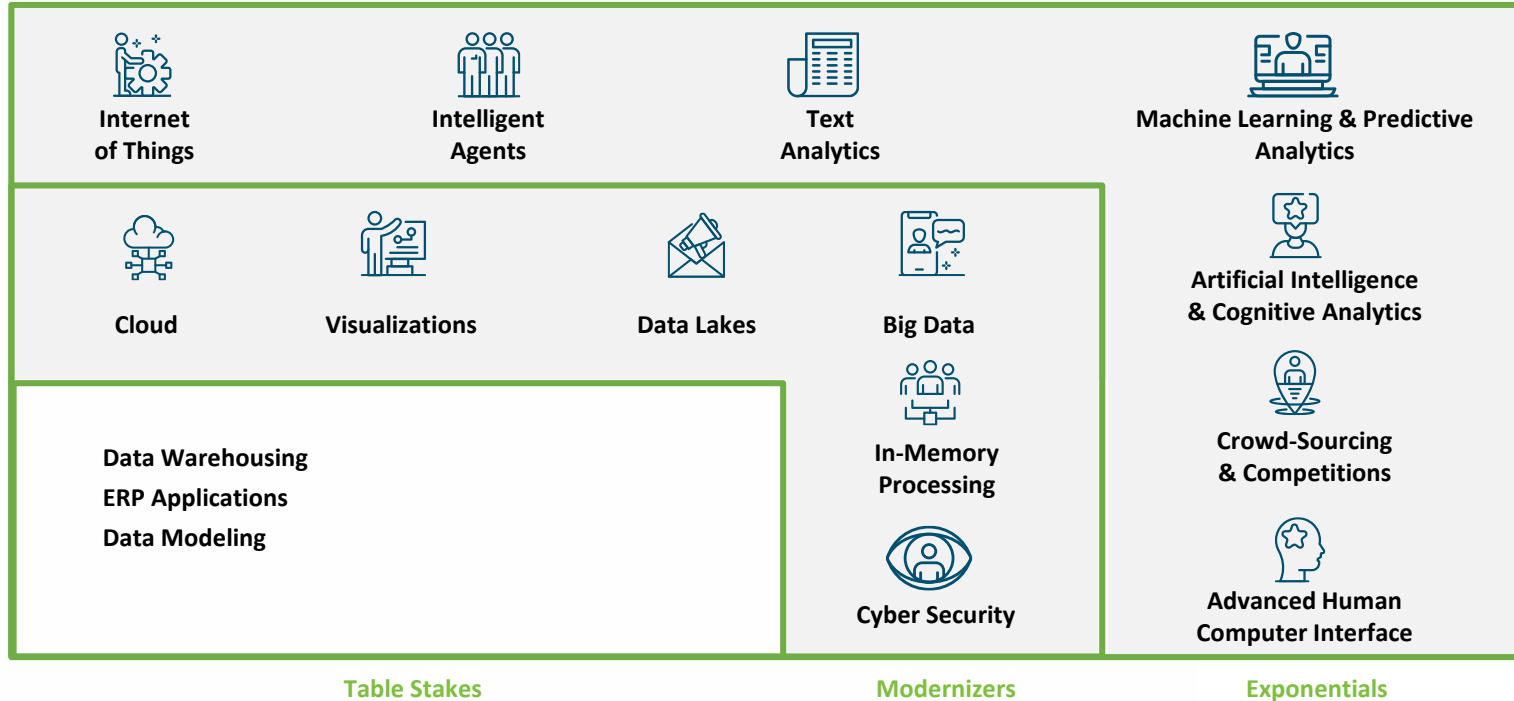 Internet
of Things
Intelligent
Agents
Text
Analytics
Machine Learning & Predictive
Analytics
Cloud
Visualizations
Data Lakes
Big Data
Artificial Intelligence
& Cognitive Analytics
In-Memory
Processing
Crowd-Sourcing
& Competitions
Data Warehousing
ERP Applications
Data Modeling
Cyber Security
Advanced Human
Computer Interface
Table Stakes
Modernizers
Exponentials